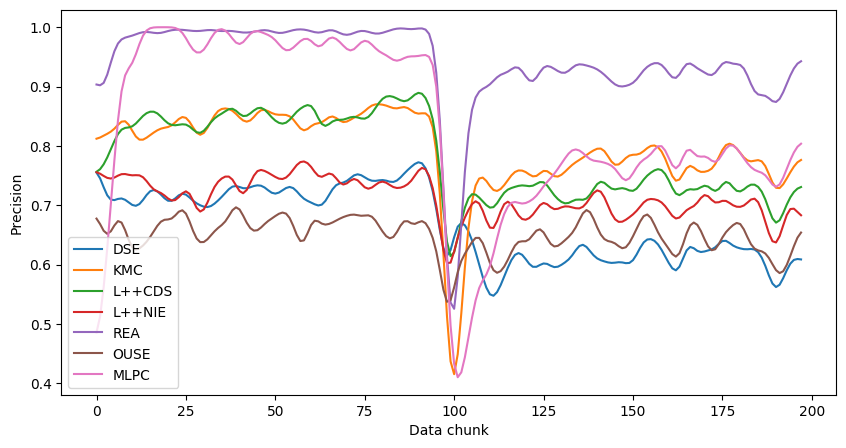 1.0
0.9
0.8
0.7
0.6
0.5
0.4
Precision
DSE
KMC
L++CDS
L++NIE
REA
OUSE
MLPC
0 25 50 75 100 125 150 175 200
Data chunk